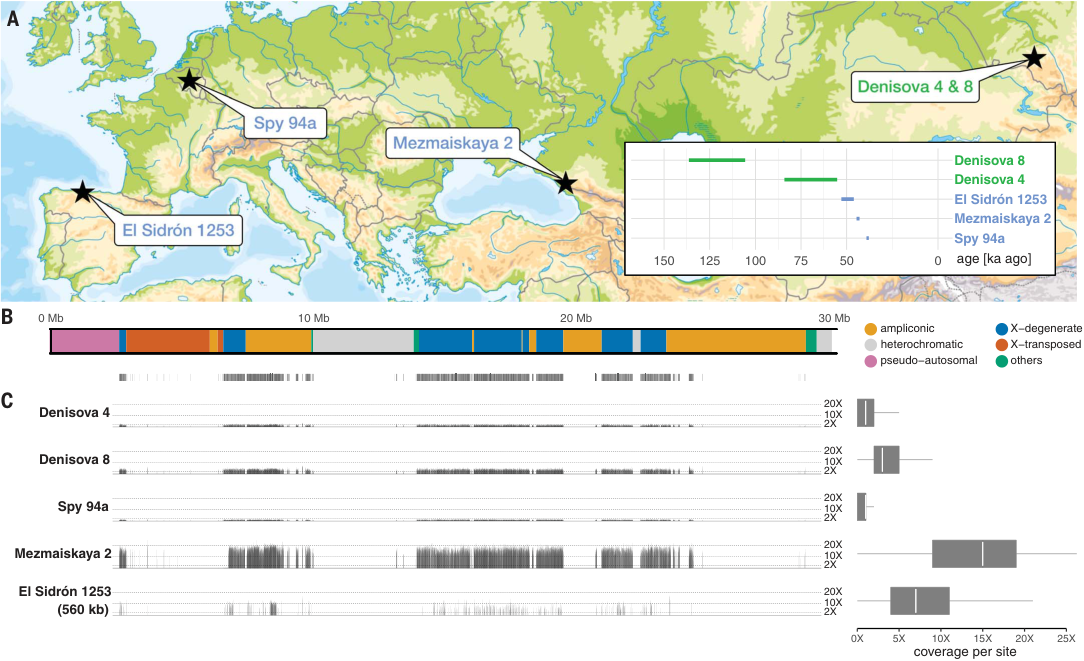 A
Denisova 4 & 8
Spy 94a
Mezmaiskaya 2
El Sidrón 1253
Denisova 8
Denisova 4
El Sidrón 1253
Mezmaiskaya 2
Spy 94a
150 125 100 75 50 0 age [ka ago]
B
0 Mb 10 Mb 20 Mb 30 Mb
ampliconic X-degenerate
heterochromatic X-transposed
pseudo-autosomal others
C
Denisova 4 20X 10X 2X
Denisova 8 20X 10X 2X
Spy 94a 20X 10X 2X
Mezmaiskaya 2 20X 10X 2X
El Sidrón 1253 20X 10X 2X
(560 kb)
0X 5X 10X 15X 20X 25X
coverage per site